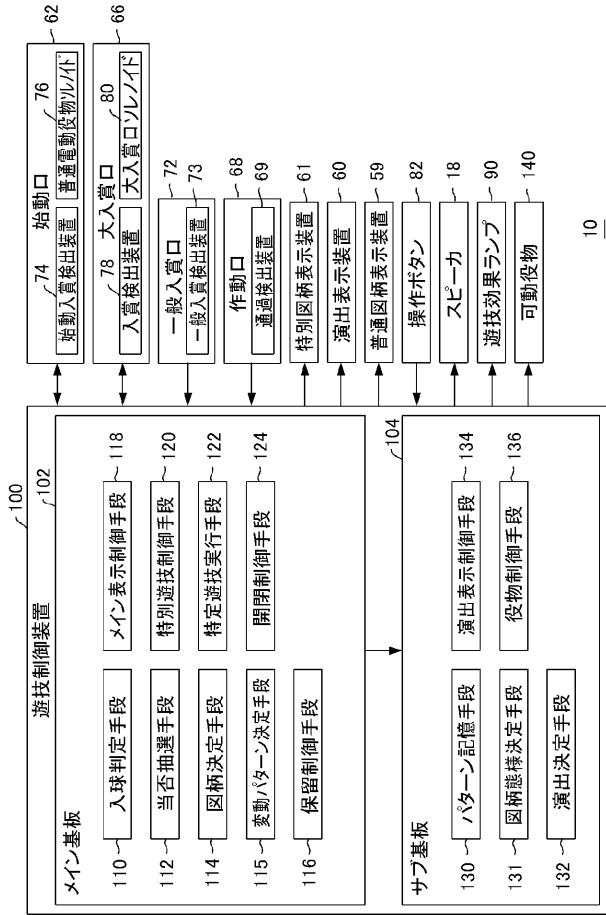 100
遊技制御装置
102
メイン基板
110 入球判定手段
112 当否抽選手段
114 図柄決定手段
115 変動パターン決定手段
116 保留制御手段
メイン表示制御手段 118
特別遊技制御手段 120
特定遊技実行手段 122
開閉制御手段 124
104
サブ基板
130 パターン記憶手段
131 図柄態様決定手段
132 演出決定手段
演出表示制御手段 134
役物制御手段 136
始動口 62
74 始動入賞検出装置
76 普通電動役物ソレノイド
大入賞口 66
78 入賞検出装置
80 大入賞口ソレノイド
一般入賞口 72
一般入賞検出装置 73
作動口 68
通過検出装置 69
特別図柄表示装置 61
演出表示装置 60
普通図柄表示装置 59
操作ボタン 82
スピーカ 18
遊技効果ランプ 90
可動役物 140
10